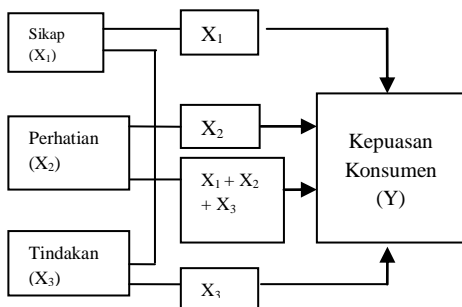 Sikap
(X₁)
X₁
Perhatian
(X₂)
X₂
X₁ + X₂
+ X₃
Kepuasan
Konsumen
(Y)
Tindakan
(X₃)
X₃